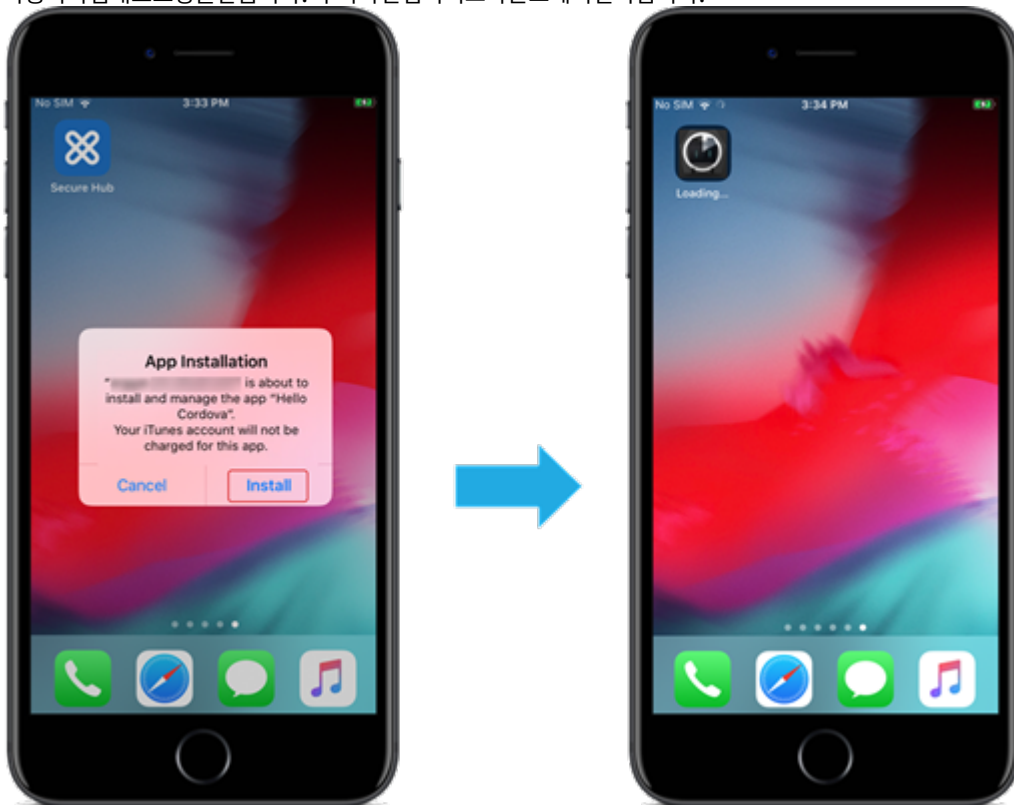 No SIM
3:33 PM
Secure Hub
App Installation
" is about to
install and manage the app "Hello
Cordova".
Your iTunes account will not be
charged for this app.
Cancel
Install
No SIM
3:34 PM
Loading...